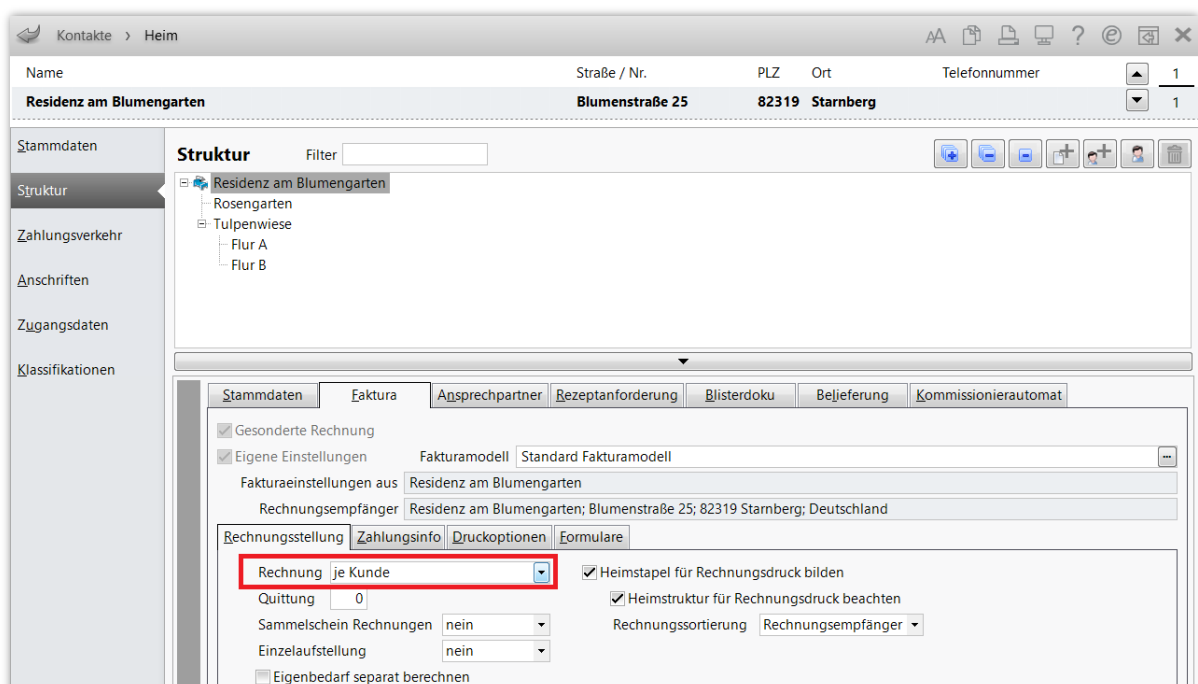 Kontakte › Heim
Name Straße / Nr. PLZ Ort Telefonnummer 1
Residenz am Blumengarten Blumenstraße 25 82319 Starnberg 1
Stammdaten
Struktur
Zahlungsverkehr
Anschriften
Zugangsdaten
Klassifikationen
Struktur Filter
Residenz am Blumengarten
Rosengarten
Tulpenwiese
Flur A
Flur B
Stammdaten Faktura Ansprechpartner Rezeptanforderung Blisterdoku Belieferung Kommissionierautomat
Gesonderte Rechnung
Eigene Einstellungen Fakturamodell Standard Fakturamodell ...
Fakturaeinstellungen aus Residenz am Blumengarten
Rechnungsempfänger Residenz am Blumengarten; Blumenstraße 25; 82319 Starnberg; Deutschland
Rechnungsstellung Zahlungsinfo Druckoptionen Formulare
Rechnung je Kunde Heimstapel für Rechnungsdruck bilden
Quittung 0 Heimstruktur für Rechnungsdruck beachten
Sammelschein Rechnungen nein Rechnungssortierung Rechnungsempfänger
Einzelaufstellung nein
Eigenbedarf separat berechnen